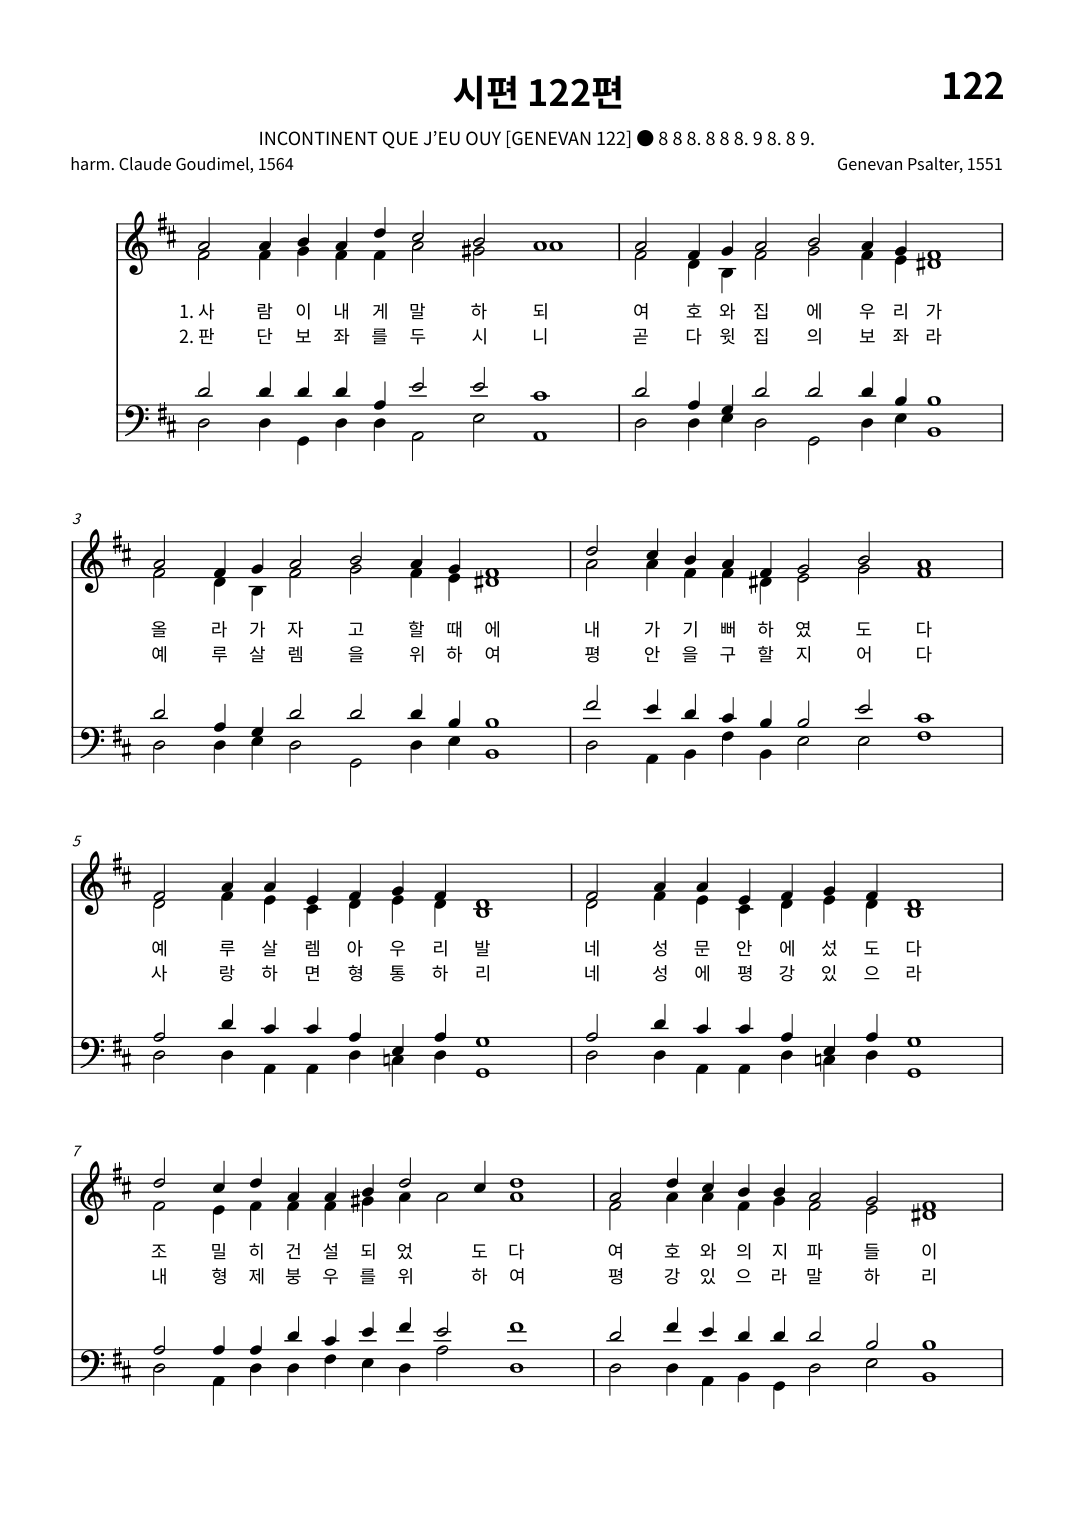 시편 122편
122
INCONTINENT QUE J’EU OUY [GENEVAN 122] ● 8 8 8. 8 8 8. 9 8. 8 9.
harm. Claude Goudimel, 1564
Genevan Psalter, 1551
1. 사 람 이 내 게 말 하 되 여 호 와 집 에 우 리 가
2. 판 단 보 좌 를 두 시 니 곧 다 윗 집 의 보 좌 라
3
올 라 가 자 고 할 때 에 내 가 기 뻐 하 였 도 다
예 루 살 렘 을 위 하 여 평 안 을 구 할 지 어 다
5
예 루 살 렘 아 우 리 발 네 성 문 안 에 섰 도 다
사 랑 하 면 형 통 하 리 네 성 에 평 강 있 으 라
7
조 밀 히 건 설 되 었 도 다 여 호 와 의 지 파 들 이
내 형 제 붕 우 를 위 하 여 평 강 있 으 라 말 하 리